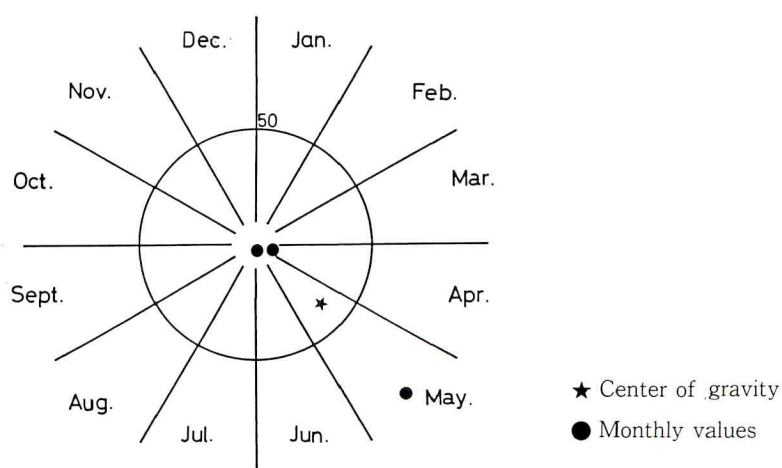 Dec. Jan.
Nov. Feb.
50
Oct. Mar.
Sept. Apr.
Aug. May.
Jul. Jun.
Center of gravity
Monthly values